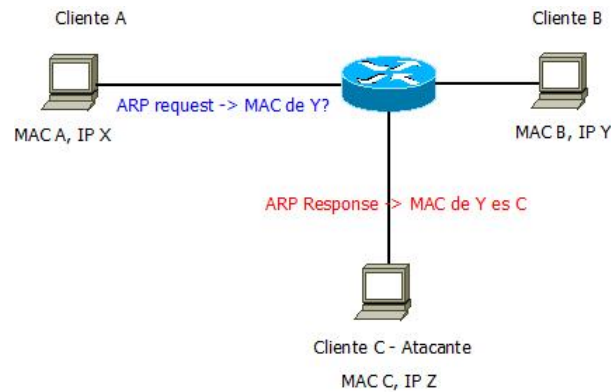 Cliente A
Cliente B
ARP request -> MAC de Y?
MAC A, IP X
MAC B, IP Y
ARP Response -> MAC de Y es C
Cliente C - Atacante
MAC C, IP Z